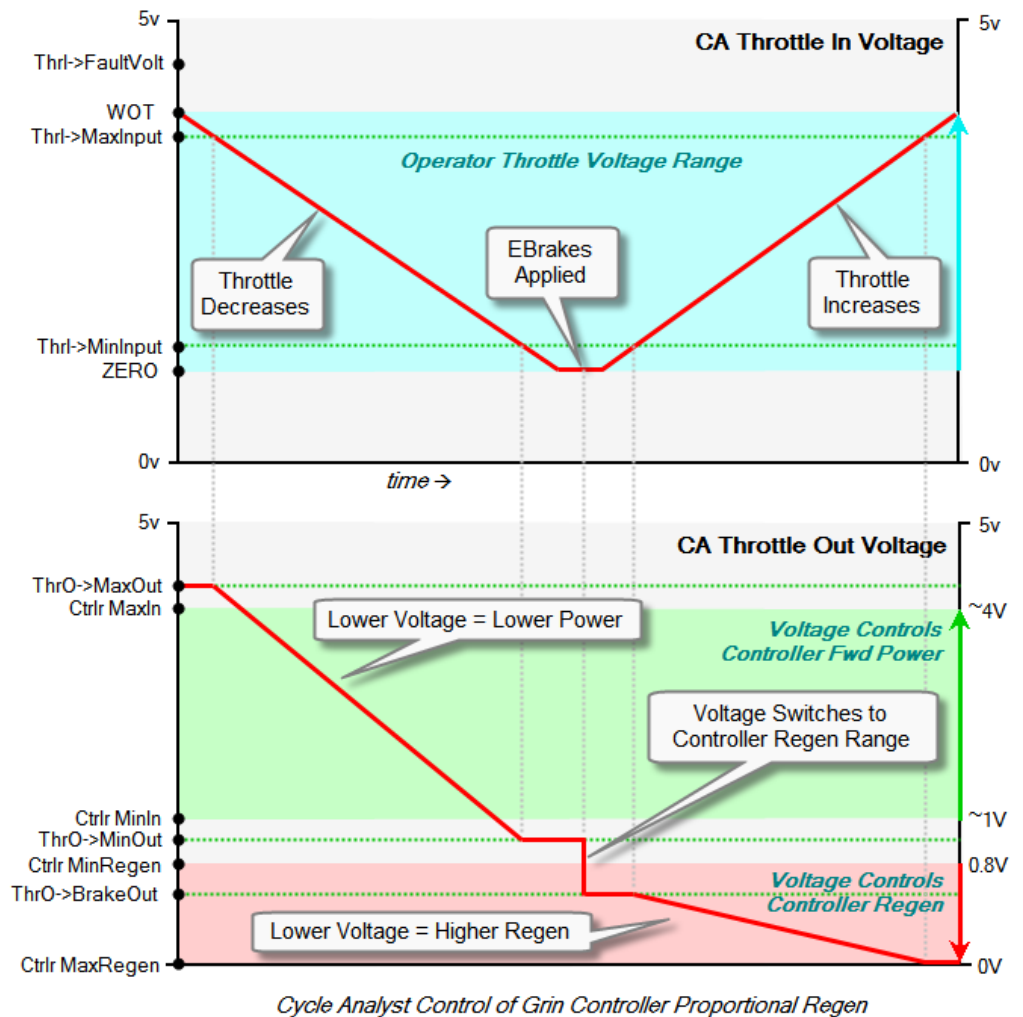 5v
5v
CA Throttle In Voltage
ThrI->FaultVolt
WOT
ThrI->MaxInput
Operator Throttle Voltage Range
EBrakes
Applied
Throttle
Decreases
Throttle
Increases
ThrI->MinInput
ZERO
0v
0v
time →
5v
5v
CA Throttle Out Voltage
ThrO->MaxOut
Ctrlr MaxIn
~4V
Lower Voltage = Lower Power
Voltage Controls
Controller Fwd Power
Voltage Switches to
Controller Regen Range
Ctrlr MinIn
~1V
ThrO->MinOut
Ctrlr MinRegen
0.8V
ThrO->BrakeOut
Voltage Controls
Controller Regen
Lower Voltage = Higher Regen
Ctrlr MaxRegen
0V
Cycle Analyst Control of Grin Controller Proportional Regen